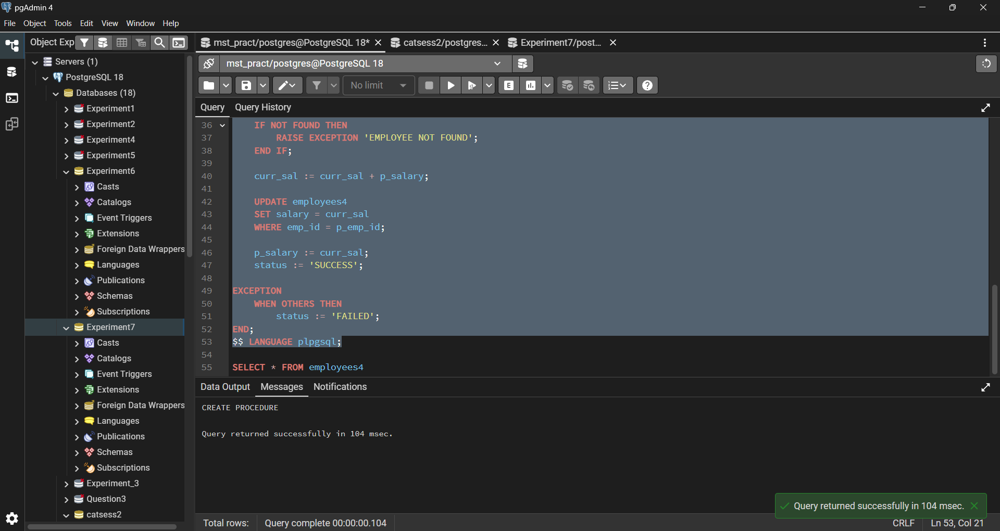 pgAdmin 4
File Object Tools Edit View Window Help
Object Exp
mst_pract/postgres@PostgreSQL 18*
catsess2/postgres...
Experiment7/post...
Servers (1)
PostgreSQL 18
Databases (18)
Experiment1
Experiment2
Experiment4
Experiment5
Experiment6
Casts
Catalogs
Event Triggers
Extensions
Foreign Data Wrappers
Languages
Publications
Schemas
Subscriptions
Experiment7
Casts
Catalogs
Event Triggers
Extensions
Foreign Data Wrappers
Languages
Publications
Schemas
Subscriptions
Experiment_3
Question3
catsess2
mst_pract/postgres@PostgreSQL 18
No limit
E
Query Query History
36 IF NOT FOUND THEN
37 RAISE EXCEPTION 'EMPLOYEE NOT FOUND';
38 END IF;
39
40 curr_sal := curr_sal + p_salary;
41
42 UPDATE employees4
43 SET salary = curr_sal
44 WHERE emp_id = p_emp_id;
45
46 p_salary := curr_sal;
47 status := 'SUCCESS';
48
49 EXCEPTION
50 WHEN OTHERS THEN
51 status := 'FAILED';
52 END;
53 $$ LANGUAGE plpgsql;
54
55 SELECT * FROM employees4
Data Output Messages Notifications
CREATE PROCEDURE
Query returned successfully in 104 msec.
Query returned successfully in 104 msec.
Total rows: Query complete 00:00:00.104 CRLF Ln 53, Col 21